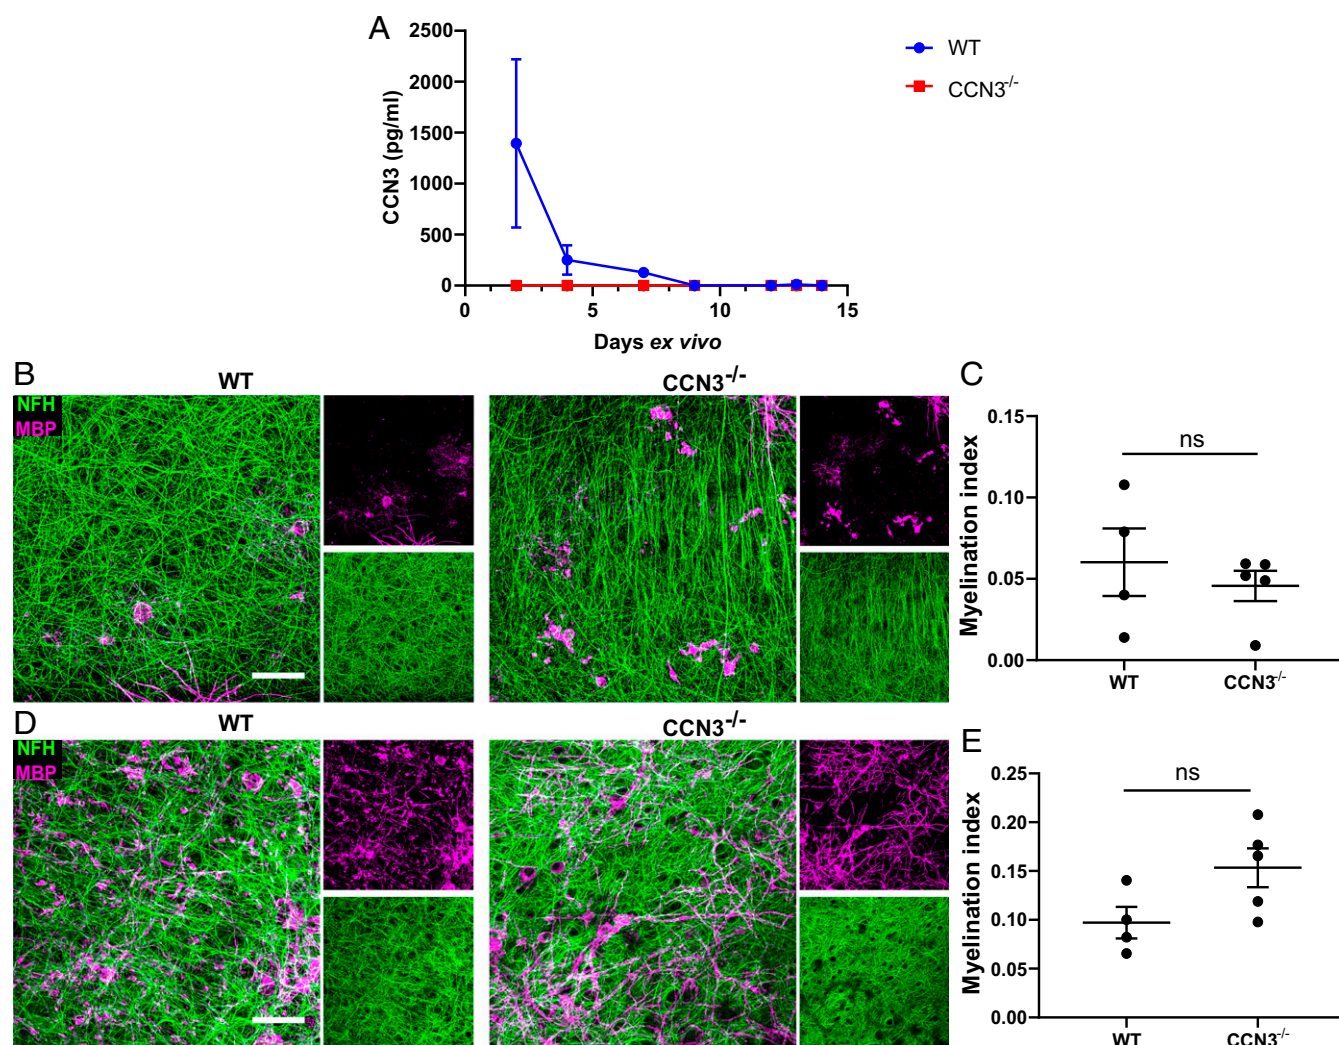 A
2500
2000
1500
1000
500
0
CCN3 (pg/ml)
0 5 10 15
Days ex vivo
WT
CCN3-/-
B
WT
CCN3-/-
NFH
MBP
C
0.15
0.10
0.05
0.00
Myelination index
ns
WT CCN3-/-
D
WT
CCN3-/-
NFH
MBP
E
0.25
0.20
0.15
0.10
0.05
0.00
Myelination index
ns
WT CCN3-/-